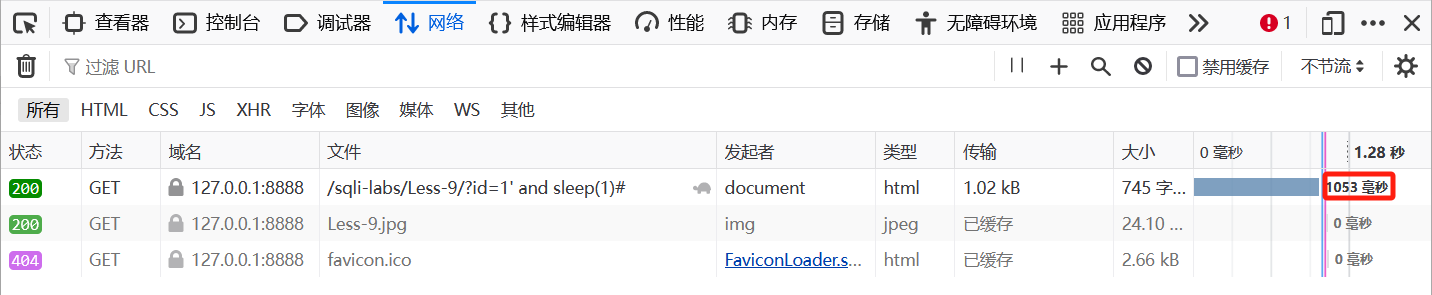 查看器 控制台 调试器 网络 样式编辑器 性能 内存 存储 无障碍环境 应用程序 1
过滤 URL 禁用缓存 不节流
所有 HTML CSS JS XHR 字体 图像 媒体 WS 其他
状态 方法 域名 文件 发起者 类型 传输 大小 0 毫秒 1.28 秒
200 GET 127.0.0.1:8888 /sqli-labs/Less-9/?id=1' and sleep(1)# document html 1.02 kB 745 字... 1053 毫秒
200 GET 127.0.0.1:8888 Less-9.jpg img jpeg 已缓存 24.10 ... 0 毫秒
404 GET 127.0.0.1:8888 favicon.ico FaviconLoader.s... html 已缓存 2.66 kB 0 毫秒